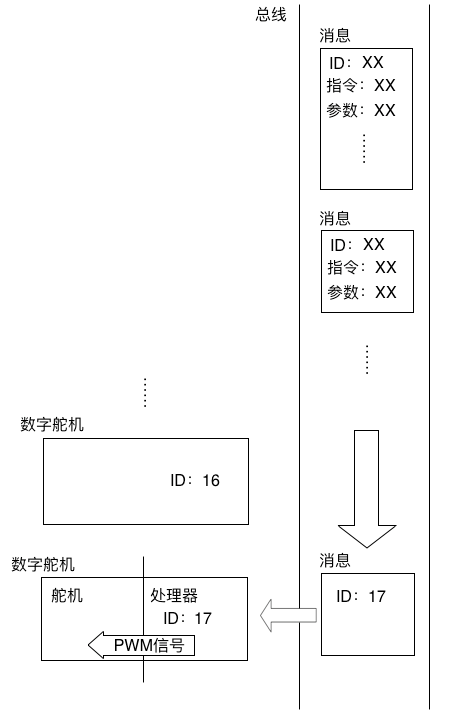 总线
消息
ID：XX
指令：XX
参数：XX
消息
ID：XX
指令：XX
参数：XX
数字舵机
ID：16
数字舵机
舵机
处理器
ID：17
PWM信号
消息
ID：17